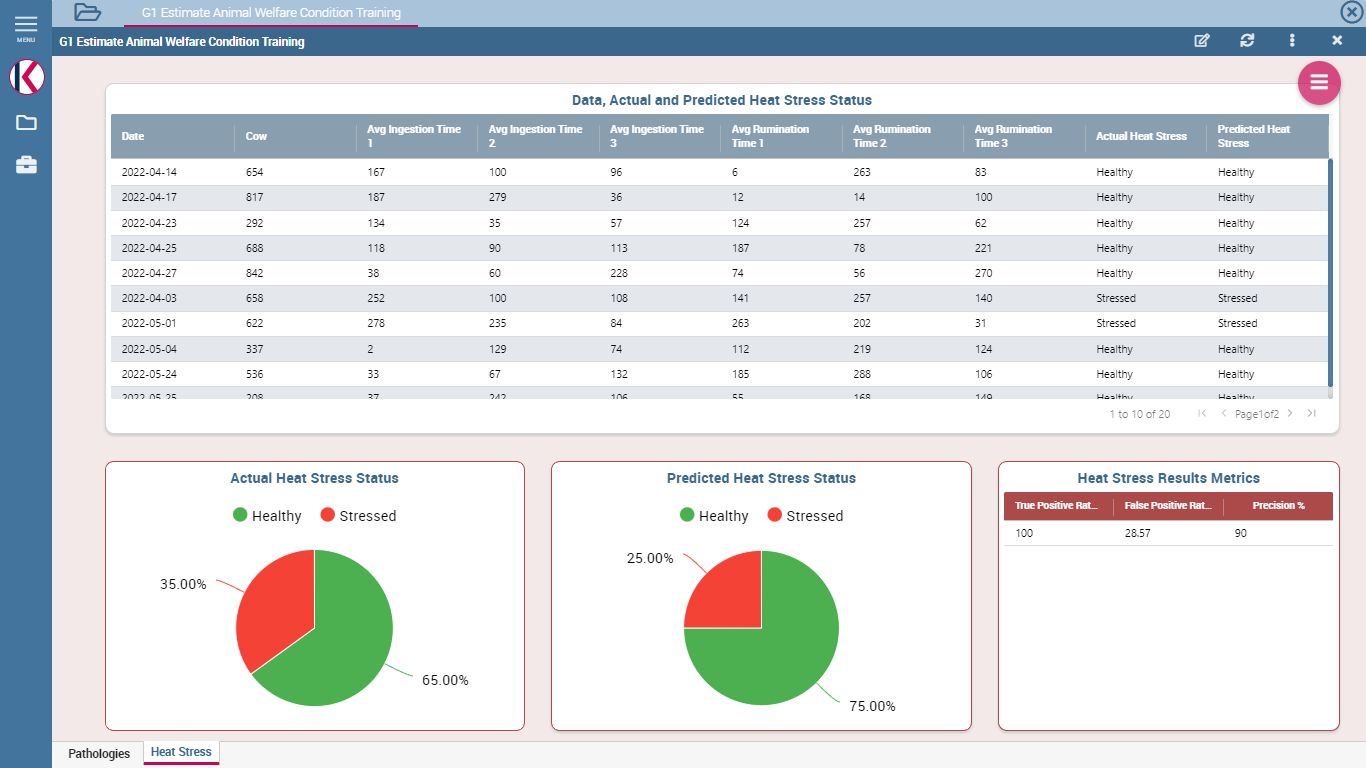 G1 Estimate Animal Welfare Condition Training
MENU
G1 Estimate Animal Welfare Condition Training
Data, Actual and Predicted Heat Stress Status
Date Cow Avg Ingestion Time 1 Avg Ingestion Time 2 Avg Ingestion Time 3 Avg Rumination Time 1 Avg Rumination Time 2 Avg Rumination Time 3 Actual Heat Stress Predicted Heat Stress
2022-04-14 654 167 100 96 6 263 83 Healthy Healthy
2022-04-17 817 187 279 36 12 14 100 Healthy Healthy
2022-04-23 292 134 35 57 124 257 62 Healthy Healthy
2022-04-25 688 118 90 113 187 78 221 Healthy Healthy
2022-04-27 842 38 60 228 74 56 270 Healthy Healthy
2022-04-03 658 252 100 108 141 257 140 Stressed Stressed
2022-05-01 622 278 235 84 263 202 31 Stressed Stressed
2022-05-04 337 2 129 74 112 219 124 Healthy Healthy
2022-05-24 536 33 67 132 185 288 106 Healthy Healthy
2022-05-25 208 37 242 106 55 168 149 Healthy Healthy
1 to 10 of 20 Page1of2
Actual Heat Stress Status
Healthy Stressed
35.00%
65.00%
Predicted Heat Stress Status
Healthy Stressed
25.00%
75.00%
Heat Stress Results Metrics
True Positive Rat... False Positive Rat... Precision %
100 28.57 90
Pathologies Heat Stress